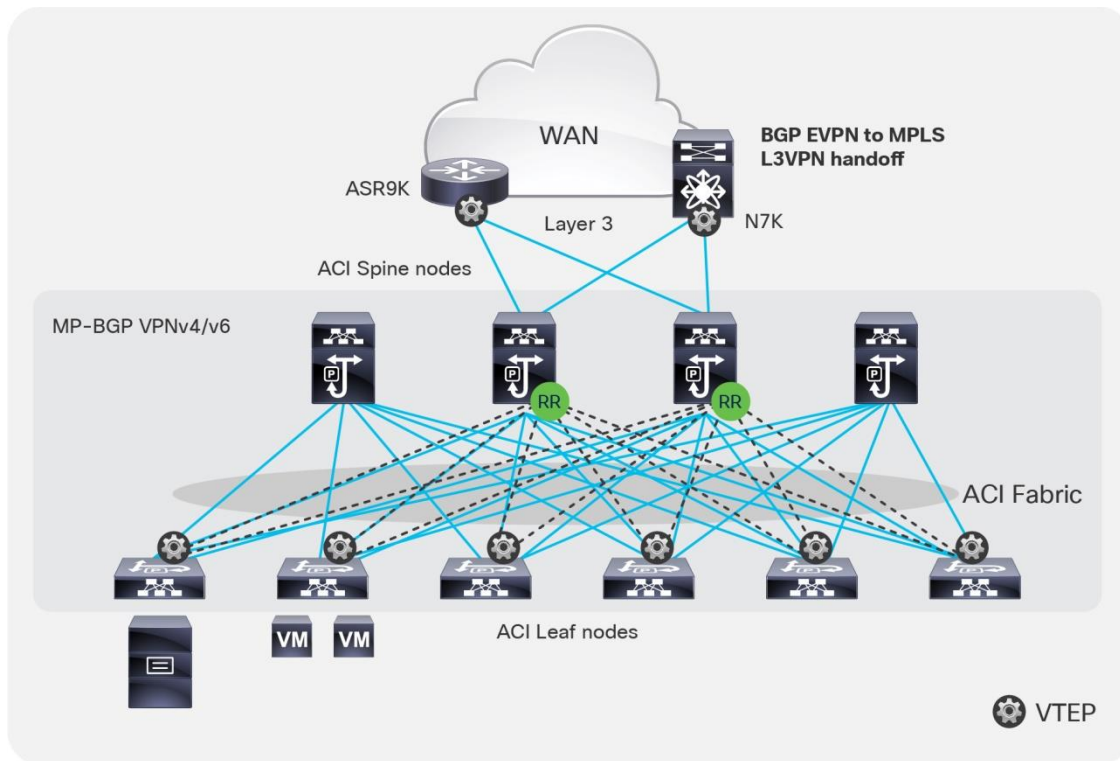 WAN
BGP EVPN to MPLS
L3VPN handoff
ASR9K
Layer 3
N7K
ACI Spine nodes
MP-BGP VPNv4/v6
P
P
P
P
RR
RR
ACI Fabric
P
P
P
P
P
P
VM
VM
ACI Leaf nodes
VTEP